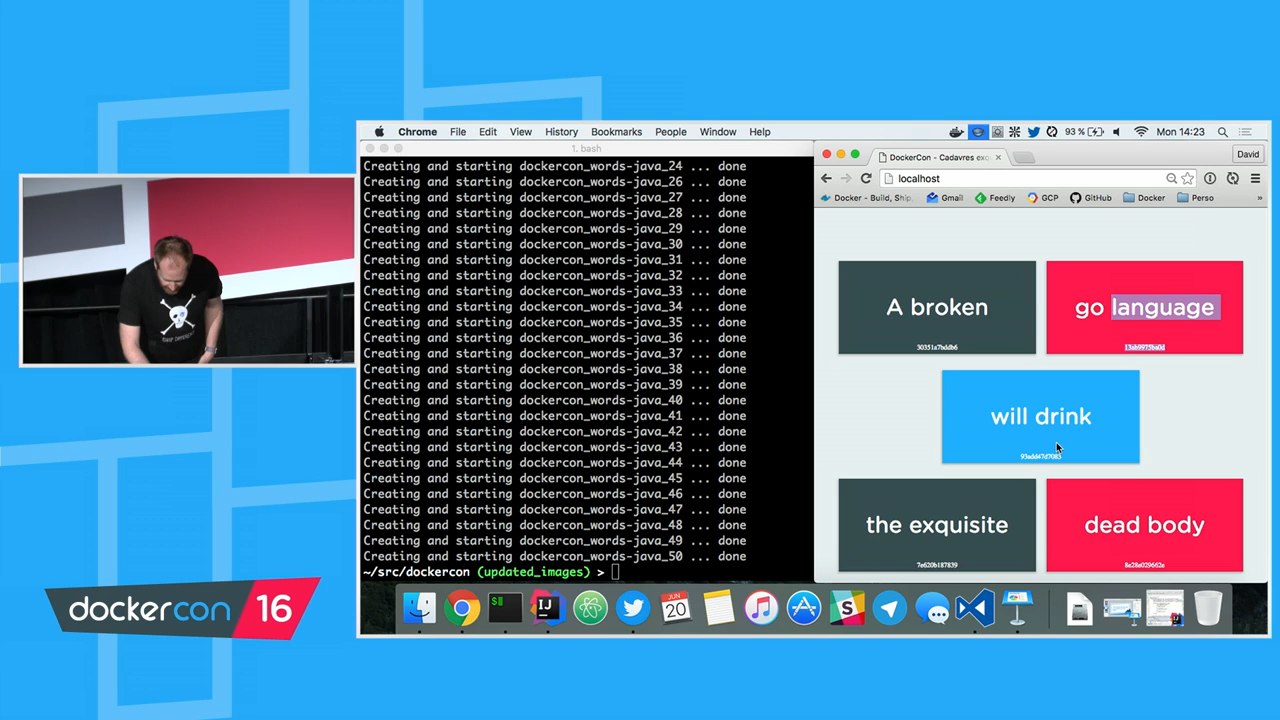 Chrome File Edit View History Bookmarks People Window Help
93 % Mon 14:23
1. bash
Creating and starting dockercon_words-java_24 ... done
Creating and starting dockercon_words-java_26 ... done
Creating and starting dockercon_words-java_27 ... done
Creating and starting dockercon_words-java_28 ... done
Creating and starting dockercon_words-java_29 ... done
Creating and starting dockercon_words-java_30 ... done
Creating and starting dockercon_words-java_31 ... done
Creating and starting dockercon_words-java_32 ... done
Creating and starting dockercon_words-java_33 ... done
Creating and starting dockercon_words-java_34 ... done
Creating and starting dockercon_words-java_35 ... done
Creating and starting dockercon_words-java_36 ... done
Creating and starting dockercon_words-java_37 ... done
Creating and starting dockercon_words-java_38 ... done
Creating and starting dockercon_words-java_39 ... done
Creating and starting dockercon_words-java_40 ... done
Creating and starting dockercon_words-java_41 ... done
Creating and starting dockercon_words-java_42 ... done
Creating and starting dockercon_words-java_43 ... done
Creating and starting dockercon_words-java_44 ... done
Creating and starting dockercon_words-java_45 ... done
Creating and starting dockercon_words-java_46 ... done
Creating and starting dockercon_words-java_47 ... done
Creating and starting dockercon_words-java_48 ... done
Creating and starting dockercon_words-java_49 ... done
Creating and starting dockercon_words-java_50 ... done
~/src/dockercon (updated_images) >
DockerCon - Cadavres exq
David
localhost
Docker - Build, Ship, Gmail Feedly GCP GitHub Docker Perso »
A broken
30351a7bddb6
go language
will drink
the exquisite
7e620b187839
dead body
8e28e029662e
JUN
20
dockercon 16